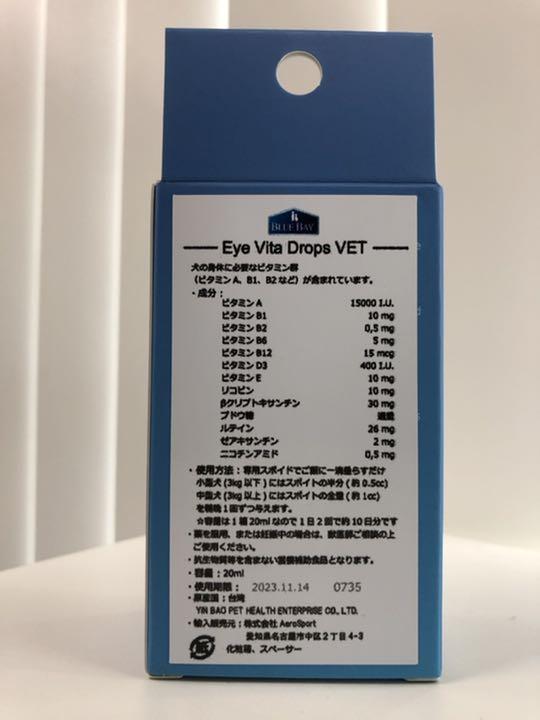 BLUE BAY
Eye Vita Drops VET
犬の身体に必要なビタミン群
（ビタミンA、B1、B2など）が含まれています。
・成分：
ビタミンA 15000 I.U.
ビタミンB1 10 mg
ビタミンB2 0,5 mg
ビタミンB6 5 mg
ビタミンB12 15 mcg
ビタミンD3 400 I.U.
ビタミンE 10 mg
リコピン 10 mg
βクリプトキサンチン 30 mg
ブドウ糖 適量
ルテイン 26 mg
ゼアキサンチン 2 mg
ニコチンアミド 0,5 mg
・使用方法：専用スポイドでご飯に一滴垂らすだけ
小型犬(3kg以下)にはスポイトの半分(約0.5cc)
中型犬(3kg以上)にはスポイトの全量(約1cc)
を朝晩1回ずつ与えます。
☆容量は1箱20mlなので1日2回で約10日分です
・薬を服用、または妊娠中の場合は、獣医師ご相談の上
ご使用ください。
・抗生物質等を含まない
補助食品となります。
・容量：20ml
・使用期限： 2023.11.14 0735
・原産国：台湾
YIN BAO PET HEALTH ENTERPRISE CO., LTD.
・輸入販売元：株式会社AeroSport
愛知県名古屋市中区2丁目4-3
紙 化粧箱、スペーサー